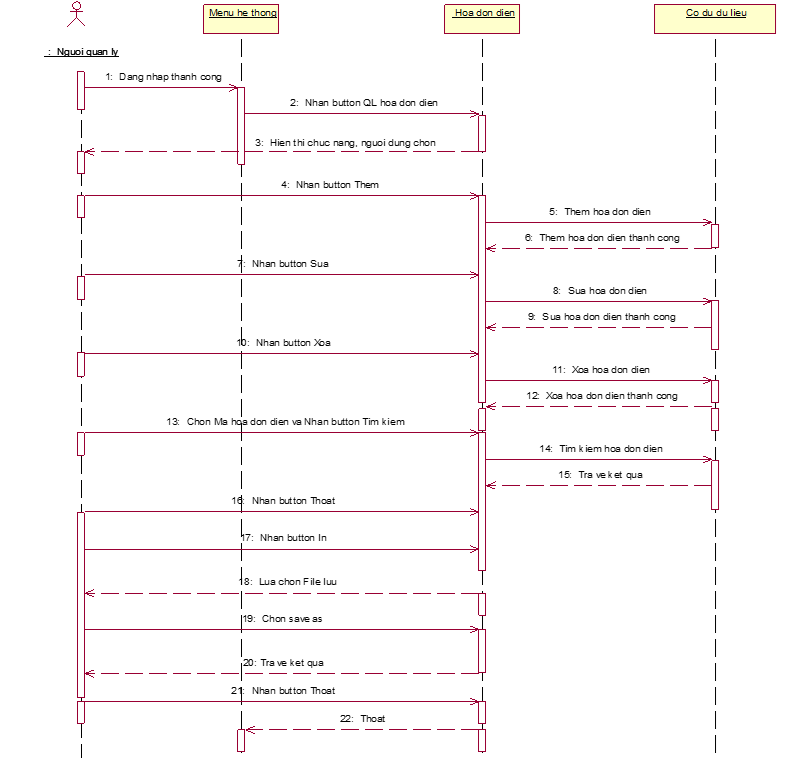 Menu he thong
Hoa don dien
Co du du lieu
: Nguoi quan ly
1: Dang nhap thanh cong
2: Nhan button QL hoa don dien
3: Hien thi chuc nang, nguoi dung chon
4: Nhan button Them
5: Them hoa don dien
6: Them hoa don dien thanh cong
7: Nhan button Sua
8: Sua hoa don dien
9: Sua hoa don dien thanh cong
10: Nhan button Xoa
11: Xoa hoa don dien
12: Xoa hoa don dien thanh cong
13: Chon Ma hoa don dien va Nhan button Tim kiem
14: Tim kiem hoa don dien
15: Tra ve ket qua
16: Nhan button Thoat
17: Nhan button In
18: Lua chon File luu
19: Chon save as
20: Tra ve ket qua
21: Nhan button Thoat
22: Thoat